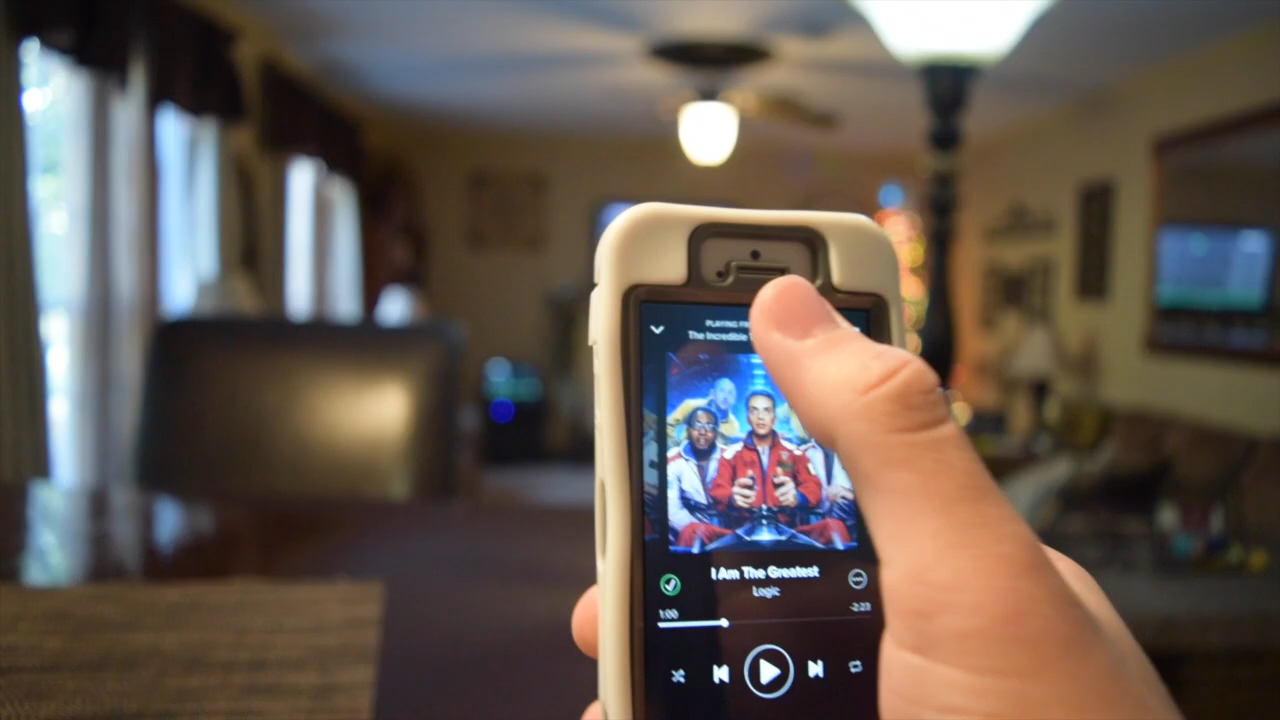 PLAYING FR
The Incredible
I Am The Greatest
Logic
1:00
-2:23